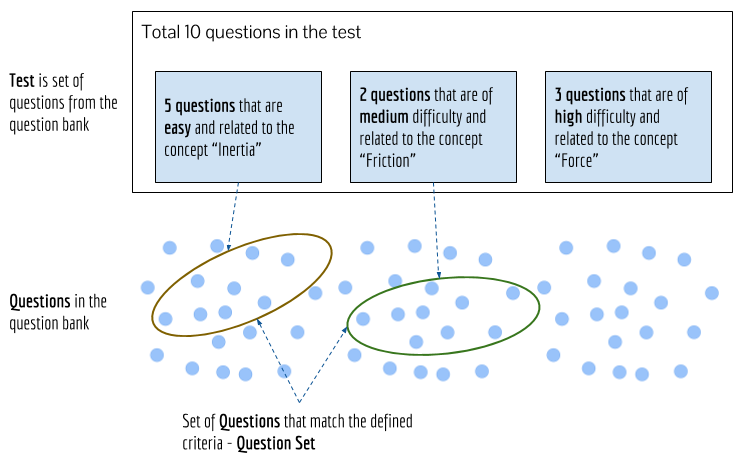 Total 10 questions in the test
Test is set of
questions from the
question bank
5 questions that are
easy and related to the
concept “Inertia”
2 questions that are of
medium difficulty and
related to the concept
“Friction”
3 questions that are of
high difficulty and
related to the concept
“Force”
Questions in the
question bank
Set of Questions that match the defined
criteria - Question Set